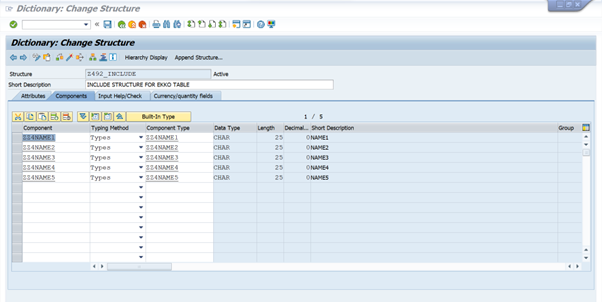 Dictionary: Change Structure
Dictionary: Change Structure
Hierarchy Display Append Structure...
Structure Z492_INCLUDE Active
Short Description INCLUDE STRUCTURE FOR EKKO TABLE
Attributes Components Input Help/Check Currency/quantity fields
Built-In Type 1 / 5
Component Typing Method Component Type Data Type Length Decimal... Short Description Group
ZZ4NAME1 Types ZZ4NAME1 CHAR 25 0 NAME1
ZZ4NAME2 Types ZZ4NAME2 CHAR 25 0 NAME2
ZZ4NAME3 Types ZZ4NAME3 CHAR 25 0 NAME3
ZZ4NAME4 Types ZZ4NAME4 CHAR 25 0 NAME4
ZZ4NAME5 Types ZZ4NAME5 CHAR 25 0 NAME5